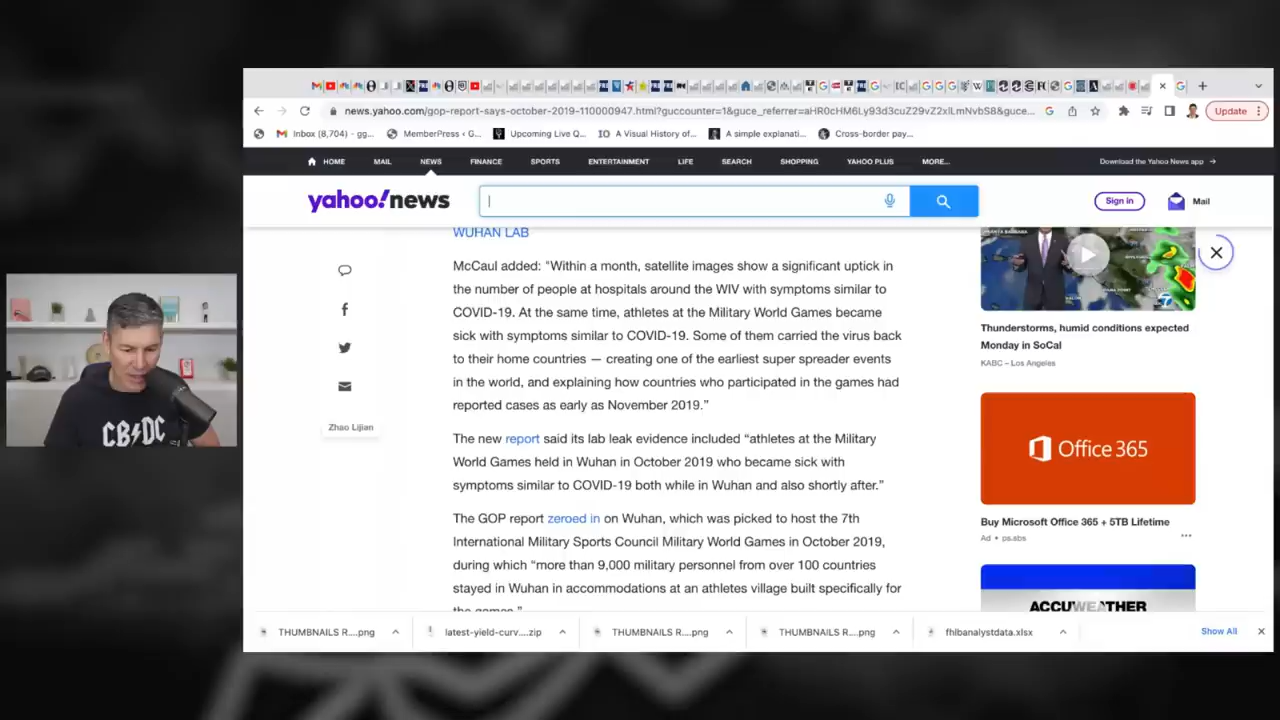 news.yahoo.com/gop-report-says-october-2019-110000947.html?guccounter=1&guce_referrer=aHR0cHM6Ly93d3cuZ29vZ2xlLmNvbS8&guce...
Update
Inbox (8,704) - gg...
MemberPress ‹ G...
Upcoming Live Q...
A Visual History of...
A simple explanati...
Cross-border pay...
HOME
MAIL
NEWS
FINANCE
SPORTS
ENTERTAINMENT
LIFE
SEARCH
SHOPPING
YAHOO PLUS
MORE...
Download the Yahoo News app
yahoo!news
Sign in
Mail
WUHAN LAB
McCaul added: "Within a month, satellite images show a significant uptick in
the number of people at hospitals around the WIV with symptoms similar to
COVID-19. At the same time, athletes at the Military World Games became
sick with symptoms similar to COVID-19. Some of them carried the virus back
to their home countries — creating one of the earliest super spreader events
in the world, and explaining how countries who participated in the games had
reported cases as early as November 2019.”
The new report said its lab leak evidence included “athletes at the Military
World Games held in Wuhan in October 2019 who became sick with
symptoms similar to COVID-19 both while in Wuhan and also shortly after.”
The GOP report zeroed in on Wuhan, which was picked to host the 7th
International Military Sports Council Military World Games in October 2019,
during which “more than 9,000 military personnel from over 100 countries
stayed in Wuhan in accommodations at an athletes village built specifically for
the games.”
Zhao Lijian
Thunderstorms, humid conditions expected
Monday in SoCal
KABC – Los Angeles
Office 365
Buy Microsoft Office 365 + 5TB Lifetime
Ad • ps.sbs
ACCUWEATHER
CB DC
THUMBNAILS R....png
latest-yield-curv....zip
THUMBNAILS R....png
THUMBNAILS R....png
fhlbanalystdata.xlsx
Show All